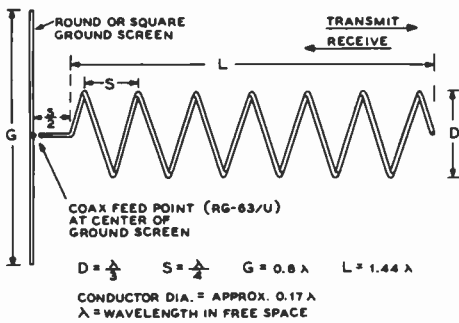 ROUND OR SQUARE
GROUND SCREEN
TRANSMIT
RECEIVE
L
S
S/2
G
D
COAX FEED POINT (RG-63/U)
AT CENTER OF
GROUND SCREEN
D = λ/3 S = λ/4 G = 0.8 λ L = 1.44 λ
CONDUCTOR DIA. = APPROX. 0.17 λ
λ = WAVELENGTH IN FREE SPACE